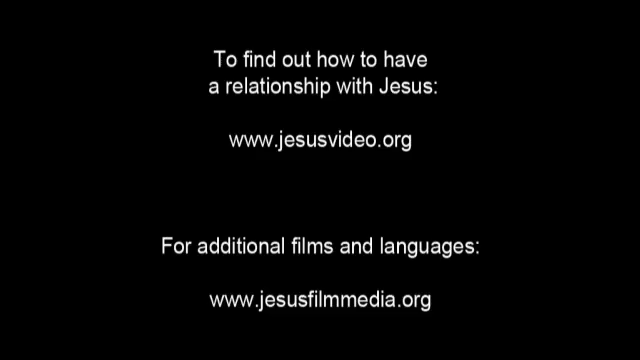 To find out how to have
a relationship with Jesus:
www.jesusvideo.org
For additional films and languages:
www.jesusfilmmedia.org